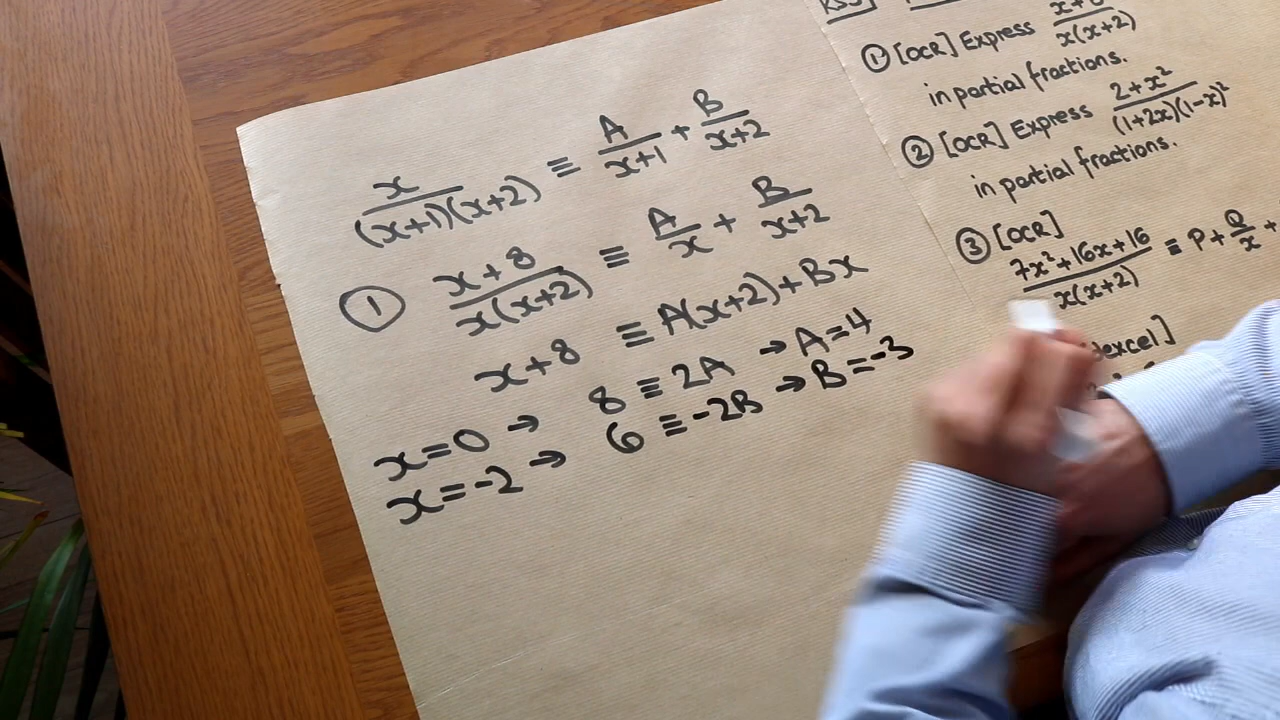 x/(x+1)(x+2) ≡ A/x+1 + B/x+2
① x+8/x(x+2) ≡ A/x + B/x+2
x+8 ≡ A(x+2)+Bx
x=0 → 8 ≡ 2A → A=4
x=-2 → 6 ≡ -2B → B=-3
① [OCR] Express x+8/x(x+2)
in partial fractions.
② [OCR] Express 2+x²/(1+2x)(1-x)²
in partial fractions.
③ [OCR]
7x²+16x+16/x(x+2) ≡ P + Q/x +